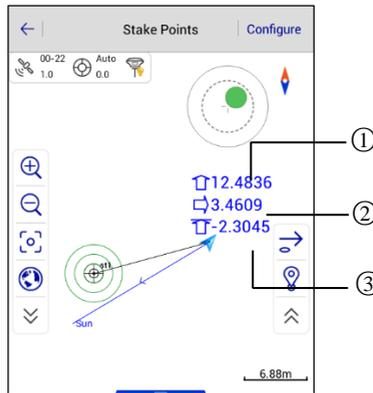 Stake Points
Configure
00-22
1.0
Auto
0.0
①
12.4836
3.4609
②
-2.3045
③
Sun
6.88m